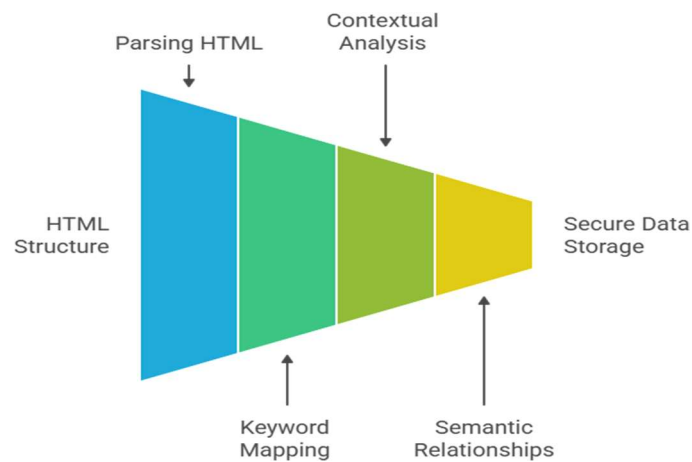 Contextual
Analysis
Parsing HTML
HTML
Structure
Secure Data
Storage
Keyword
Mapping
Semantic
Relationships